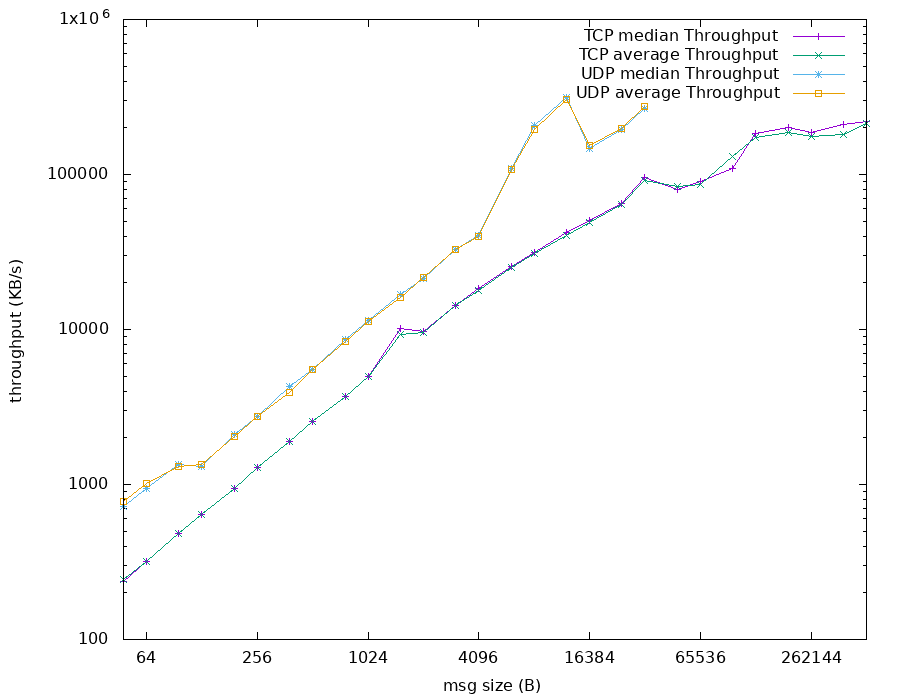 1x10^6
100000
10000
1000
100
throughput (KB/s)
TCP median Throughput
TCP average Throughput
UDP median Throughput
UDP average Throughput
64 256 1024 4096 16384 65536 262144
msg size (B)